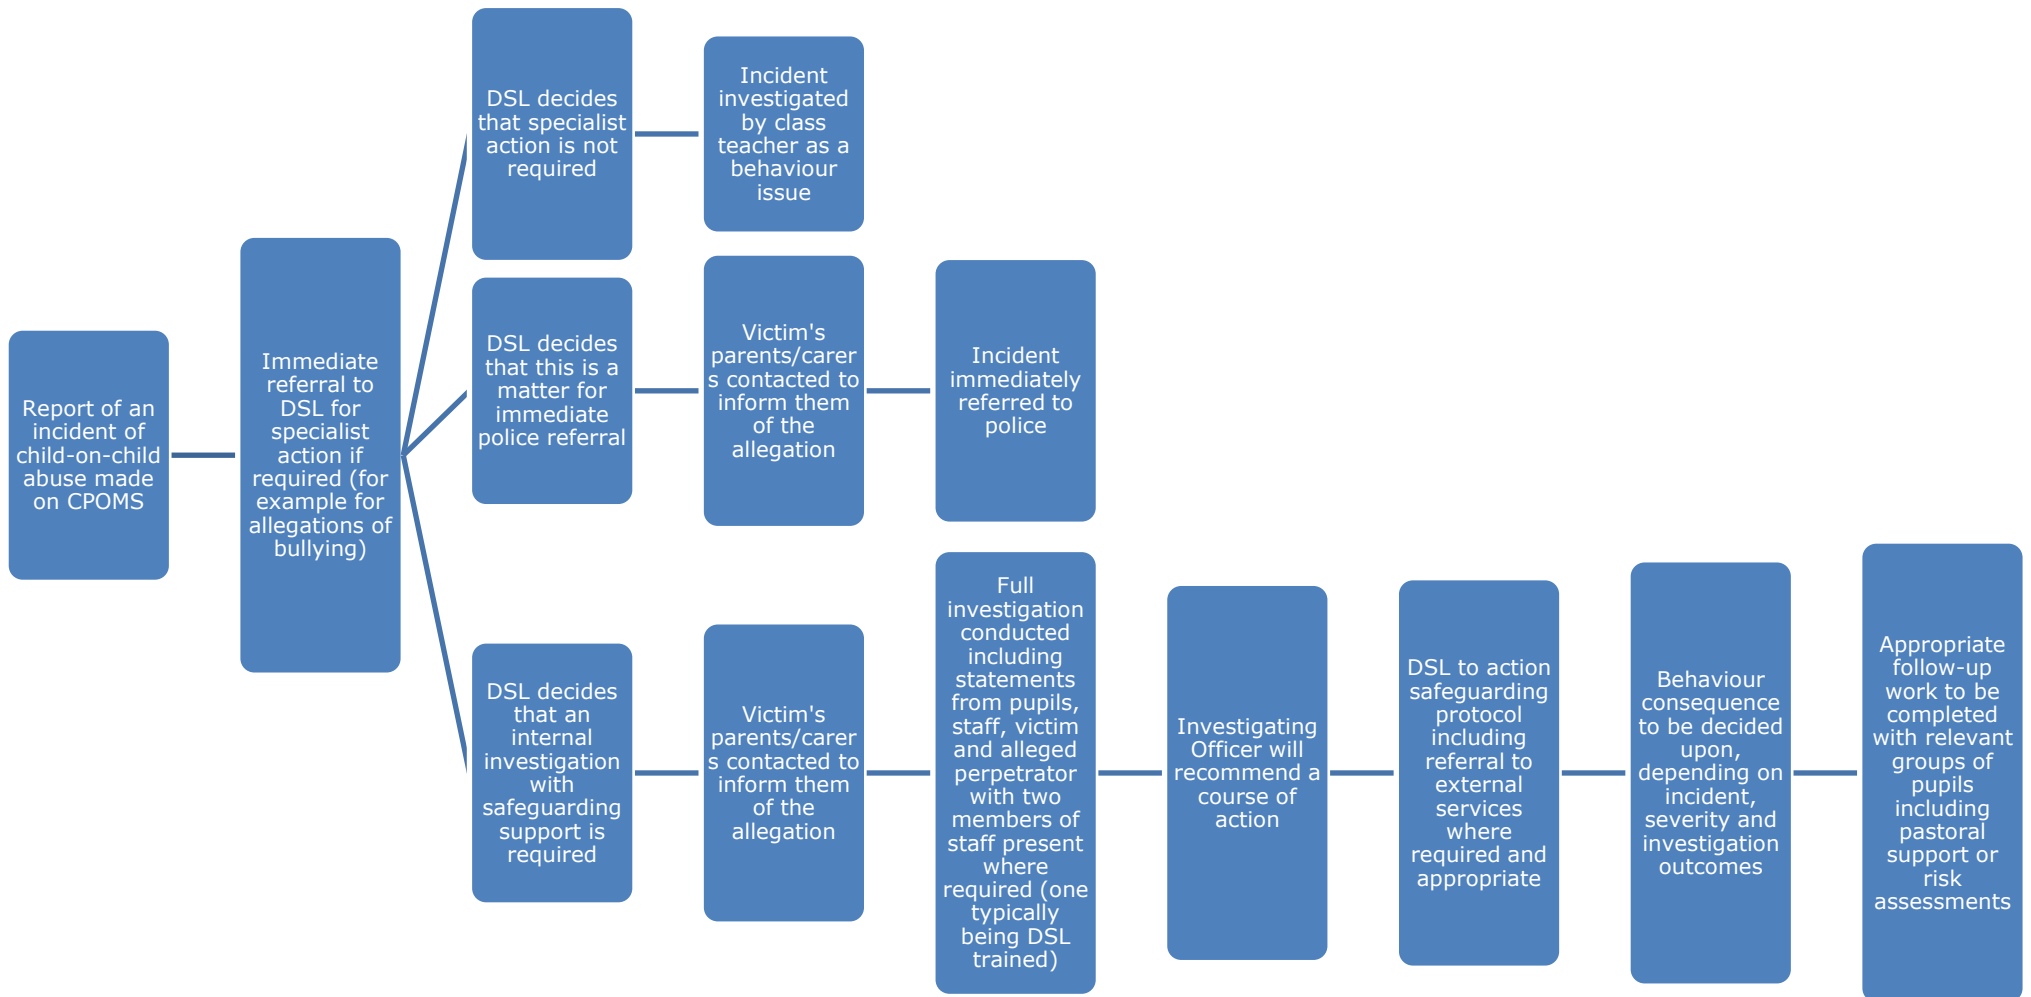 Report of an
incident of
child-on-child
abuse made
on CPOMS
Immediate
referral to
DSL for
specialist
action if
required (for
example for
allegations of
bullying)
DSL decides
that specialist
action is not
required
Incident
investigated
by class
teacher as a
behaviour
issue
DSL decides
that this is a
matter for
immediate
police referral
Victim's
parents/carer
s contacted to
inform them
of the
allegation
Incident
immediately
referred to
police
DSL decides
that an
internal
investigation
with
safeguarding
support is
required
Victim's
parents/carer
s contacted to
inform them
of the
allegation
Full
investigation
conducted
including
statements
from pupils,
staff, victim
and alleged
perpetrator
with two
members of
staff present
where
required (one
typically
being DSL
trained)
Investigating
Officer will
recommend a
course of
action
DSL to action
safeguarding
protocol
including
referral to
external
services
where
required and
appropriate
Behaviour
consequence
to be decided
upon,
depending on
incident,
severity and
investigation
outcomes
Appropriate
follow-up
work to be
completed
with relevant
groups of
pupils
including
pastoral
support or
risk
assessments